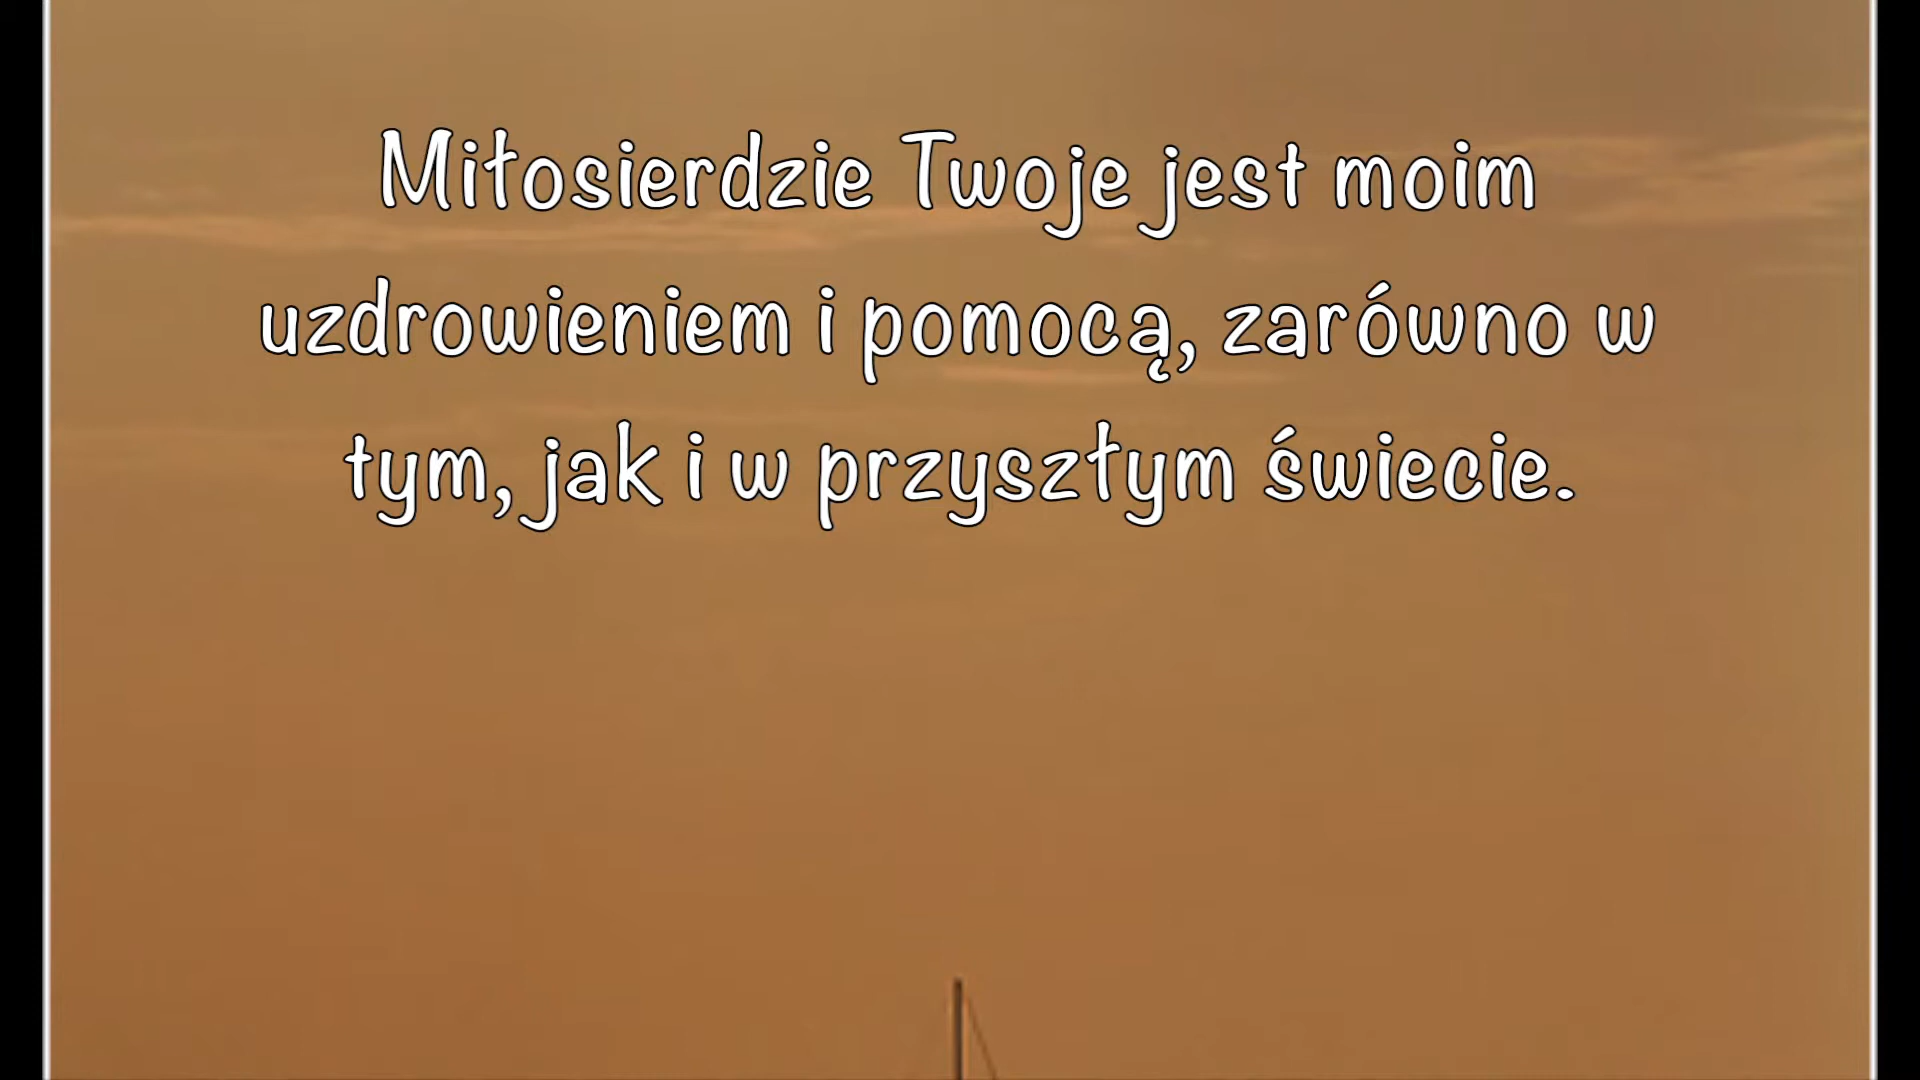 Miłosierdzie Twoje jest moim
uzdrowieniem i pomocą, zarówno w
tym, jak i w przyszłym świecie.